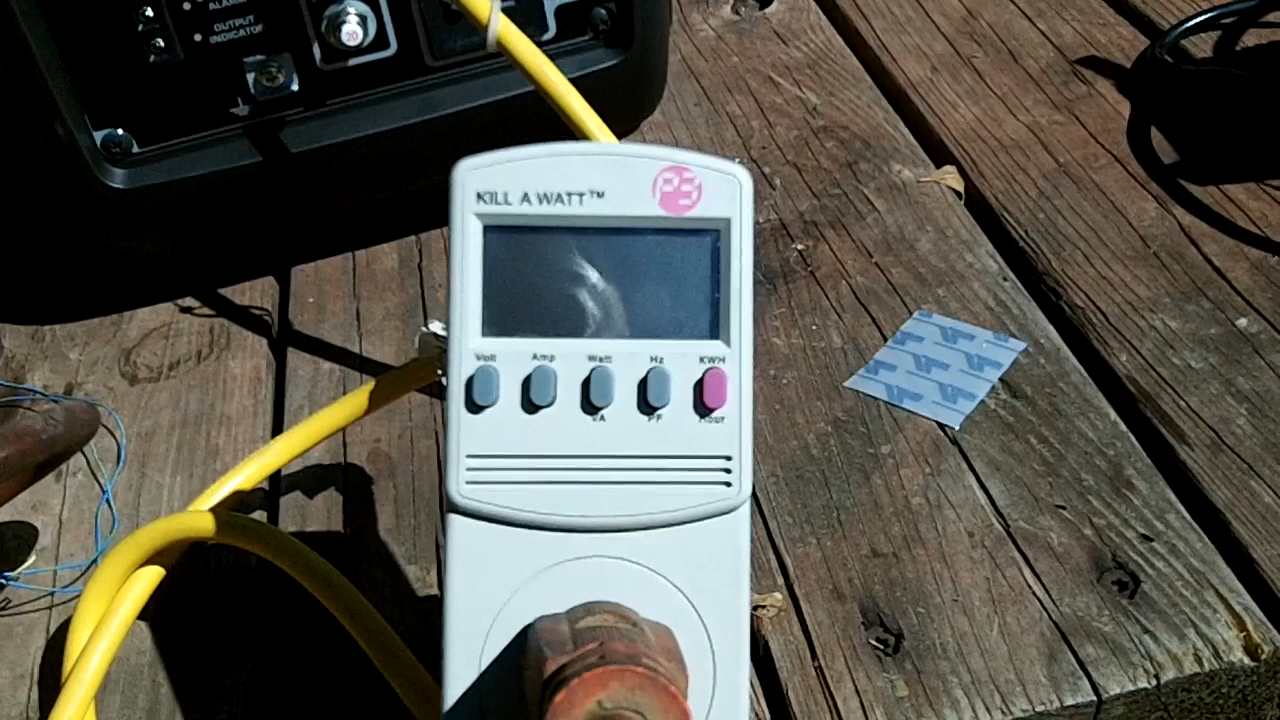 ALARM
OUTPUT
INDICATOR
20
KILL A WATT™
P3
Volt Amp Watt Hz KWH
VA PF Hour